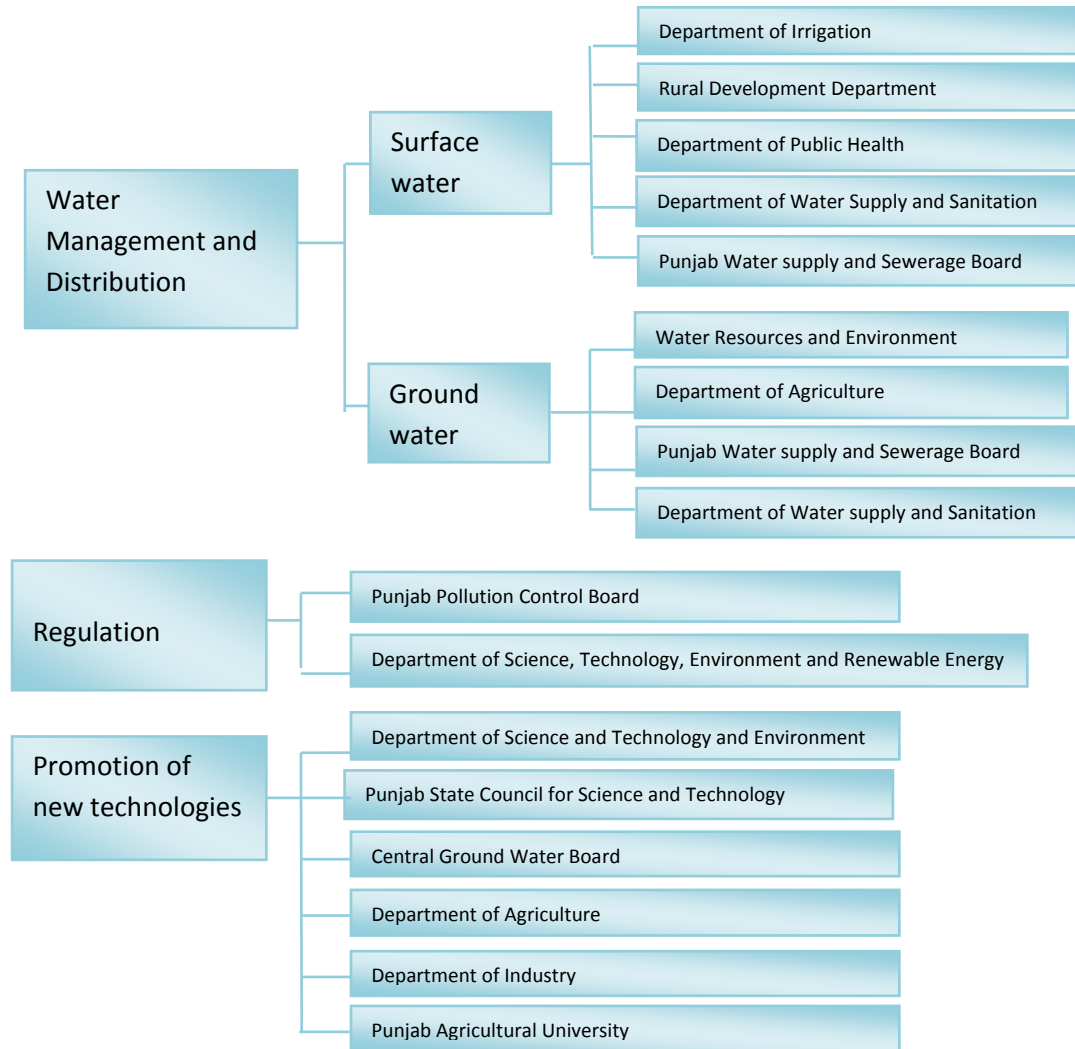 Water
Management and
Distribution
Surface
water
Department of Irrigation
Rural Development Department
Department of Public Health
Department of Water Supply and Sanitation
Punjab Water supply and Sewerage Board
Ground
water
Water Resources and Environment
Department of Agriculture
Punjab Water supply and Sewerage Board
Department of Water supply and Sanitation
Regulation
Punjab Pollution Control Board
Department of Science, Technology, Environment and Renewable Energy
Promotion of
new technologies
Department of Science and Technology and Environment
Punjab State Council for Science and Technology
Central Ground Water Board
Department of Agriculture
Department of Industry
Punjab Agricultural University